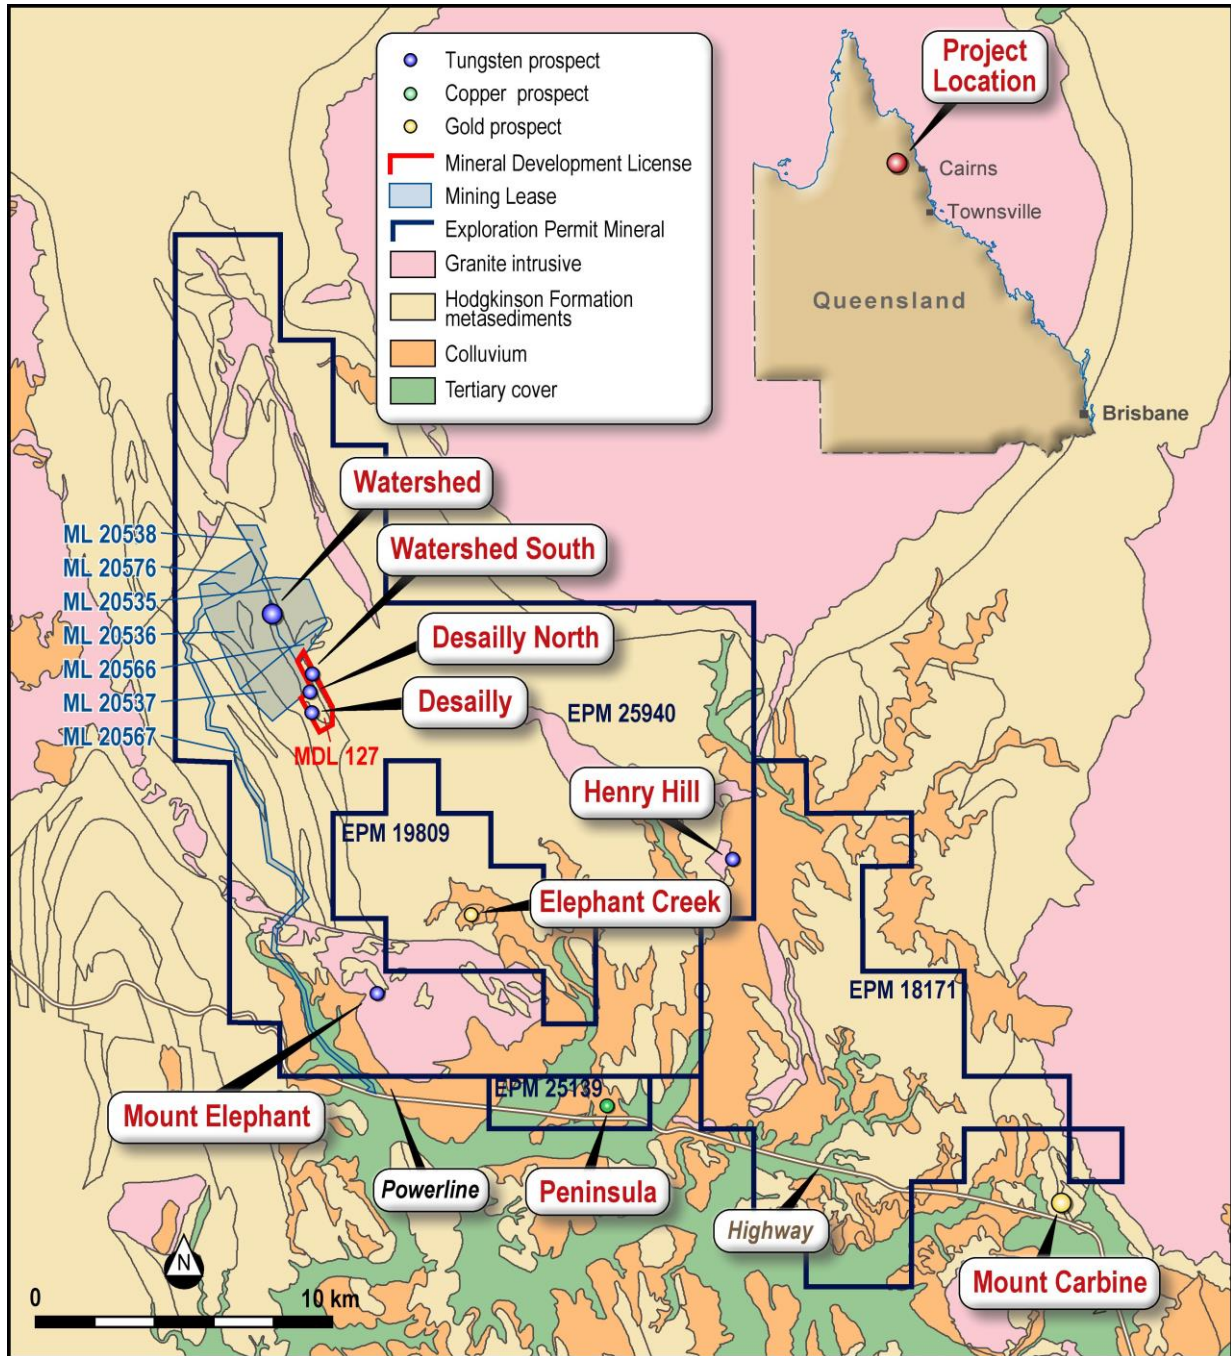 Tungsten prospect
Copper prospect
Gold prospect
Mineral Development License
Mining Lease
Exploration Permit Mineral
Granite intrusive
Hodgkinson Formation
metasediments
Colluvium
Tertiary cover
Project
Location
Cairns
Townsville
Queensland
Brisbane
Watershed
Watershed South
Desailly North
Desailly
ML 20538
ML 20576
ML 20535
ML 20536
ML 20566
ML 20537
ML 20567
MDL 127
EPM 25940
Henry Hill
EPM 19809
Elephant Creek
EPM 18171
EPM 25139
Mount Elephant
Powerline
Peninsula
Highway
Mount Carbine
N
0
10 km